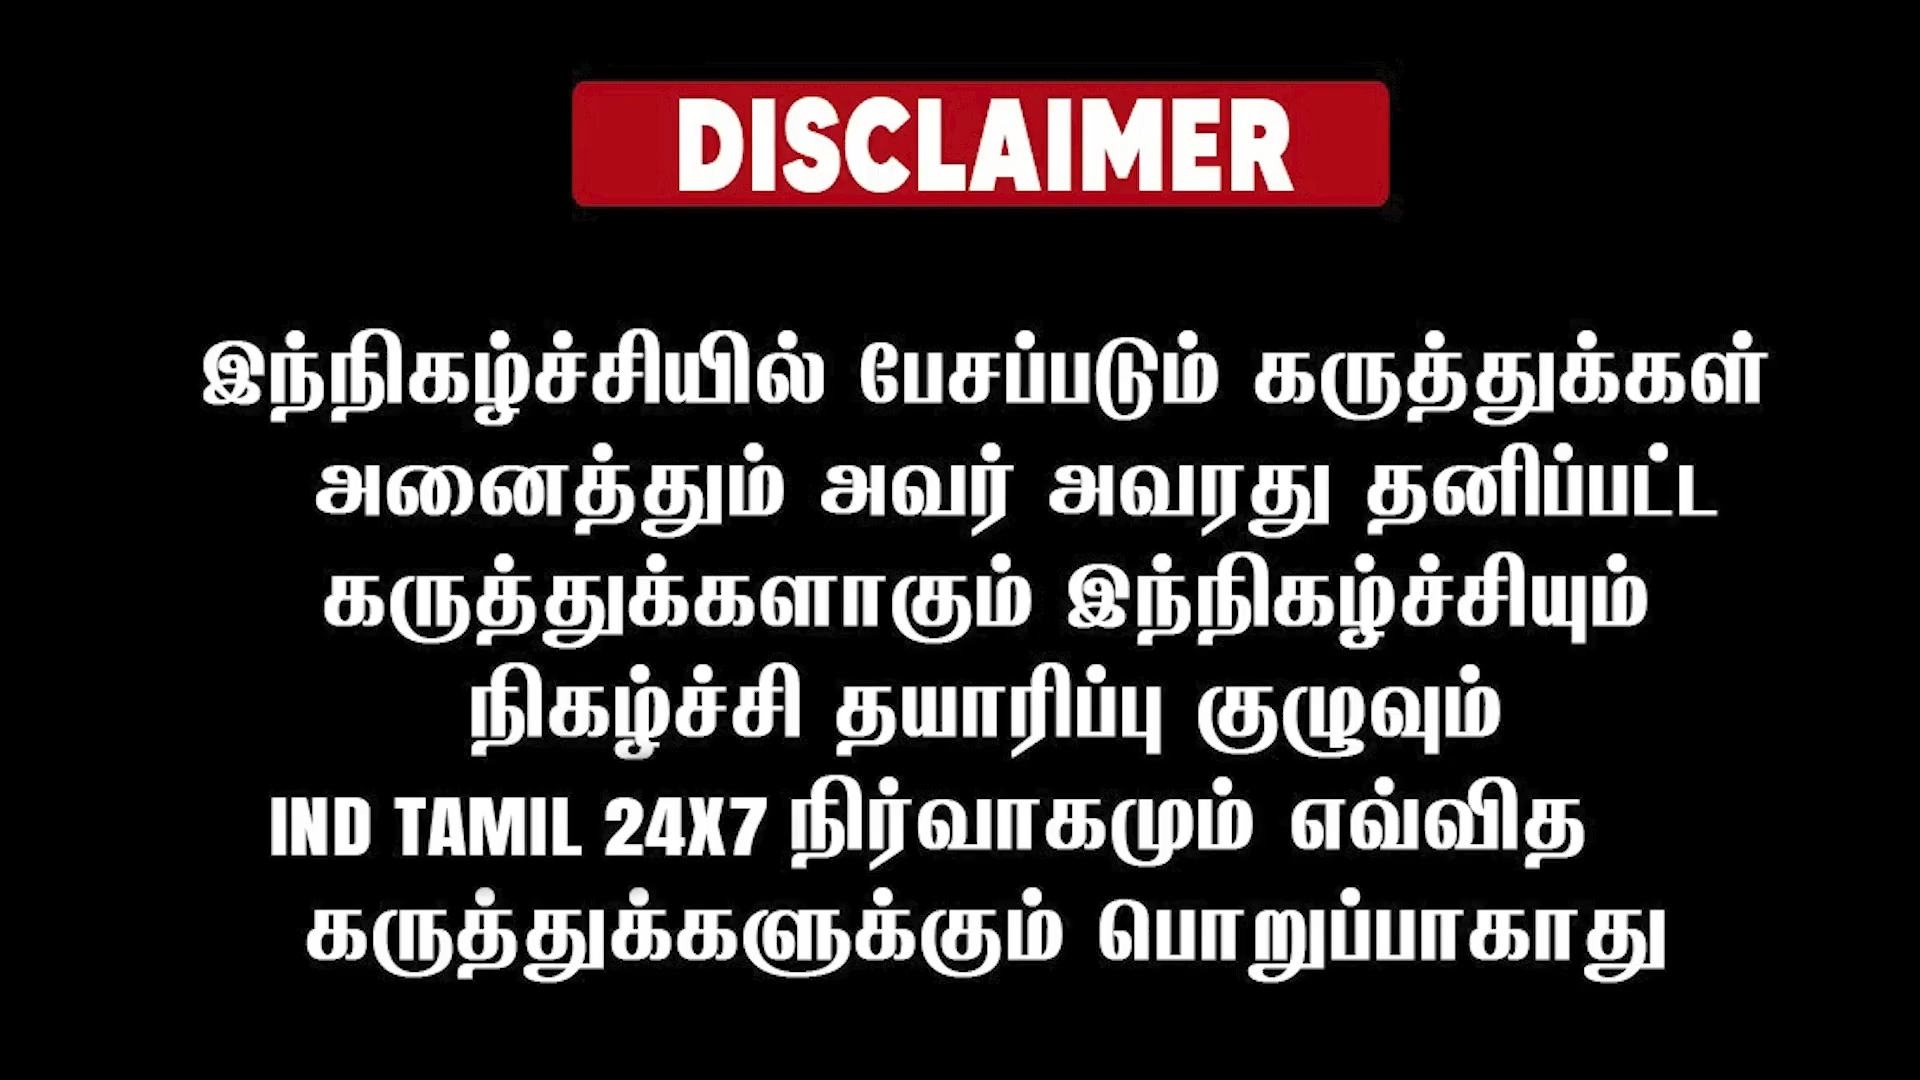 DISCLAIMER
இந்நிகழ்ச்சியில் பேசப்படும் கருத்துக்கள்
அனைத்தும் அவர் அவரது தனிப்பட்ட
கருத்துக்களாகும் இந்நிகழ்ச்சியும்
நிகழ்ச்சி தயாரிப்பு குழுவும்
IND TAMIL 24X7 நிர்வாகமும் எவ்வித
கருத்துக்களுக்கும் பொறுப்பாகாது